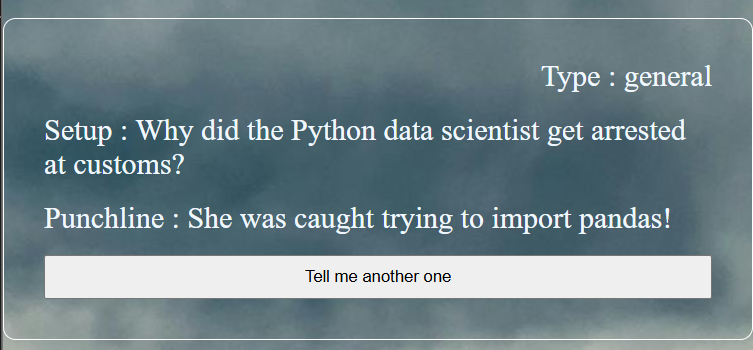 Type : general
Setup : Why did the Python data scientist get arrested
at customs?
Punchline : She was caught trying to import pandas!
Tell me another one